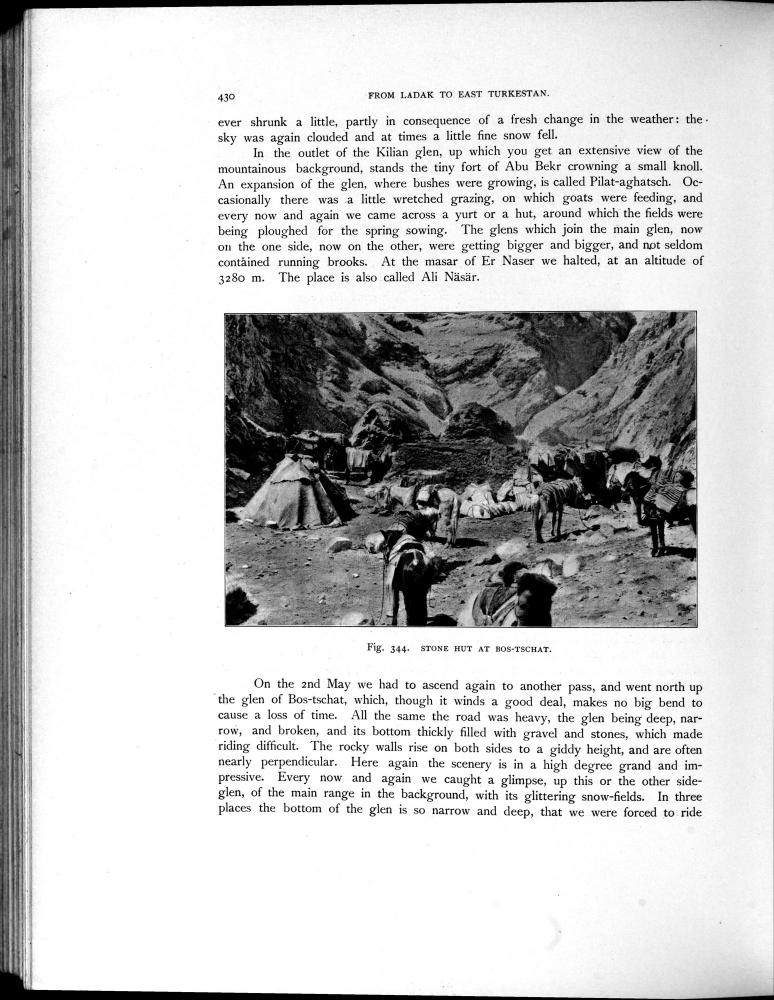 430
FROM LADAK TO EAST TURKESTAN.
ever shrunk a little, partly in consequence of a fresh change in the weather: the
sky was again clouded and at times a little fine snow fell.
In the outlet of the Kilian glen, up which you get an extensive view of the
mountainous background, stands the tiny fort of Abu Bekr crowning a small knoll.
An expansion of the glen, where bushes were growing, is called Pilat-aghatsch. Oc-
casionally there was a little wretched grazing, on which goats were feeding, and
every now and again we came across a yurt or a hut, around which the fields were
being ploughed for the spring sowing. The glens which join the main glen, now
on the one side, now on the other, were getting bigger and bigger, and not seldom
contained running brooks. At the masar of Er Naser we halted, at an altitude of
3280 m. The place is also called Ali Näsär.
Fig. 344. STONE HUT AT BOS-TSCHAT.
On the 2nd May we had to ascend again to another pass, and went north up
the glen of Bos-tschat, which, though it winds a good deal, makes no big bend to
cause a loss of time. All the same the road was heavy, the glen being deep, nar-
row, and broken, and its bottom thickly filled with gravel and stones, which made
riding difficult. The rocky walls rise on both sides to a giddy height, and are often
nearly perpendicular. Here again the scenery is in a high degree grand and im-
pressive. Every now and again we caught a glimpse, up this or the other side-
glen, of the main range in the background, with its glittering snow-fields. In three
places the bottom of the glen is so narrow and deep, that we were forced to ride